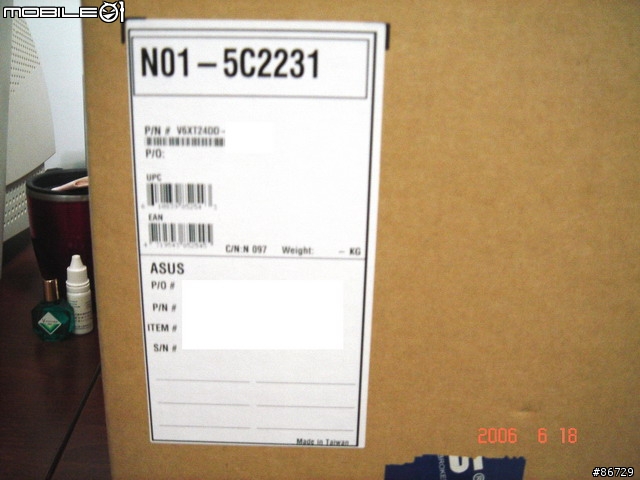 MOBILE01
N01-5C2231
P/N # V6XT24DD-
P/O:
UPC
EAN
C/N:N 097 Weight: - KG
ASUS
P/O #
P/N #
ITEM #
S/N #
Made in Taiwan
2006 6 18
#86729